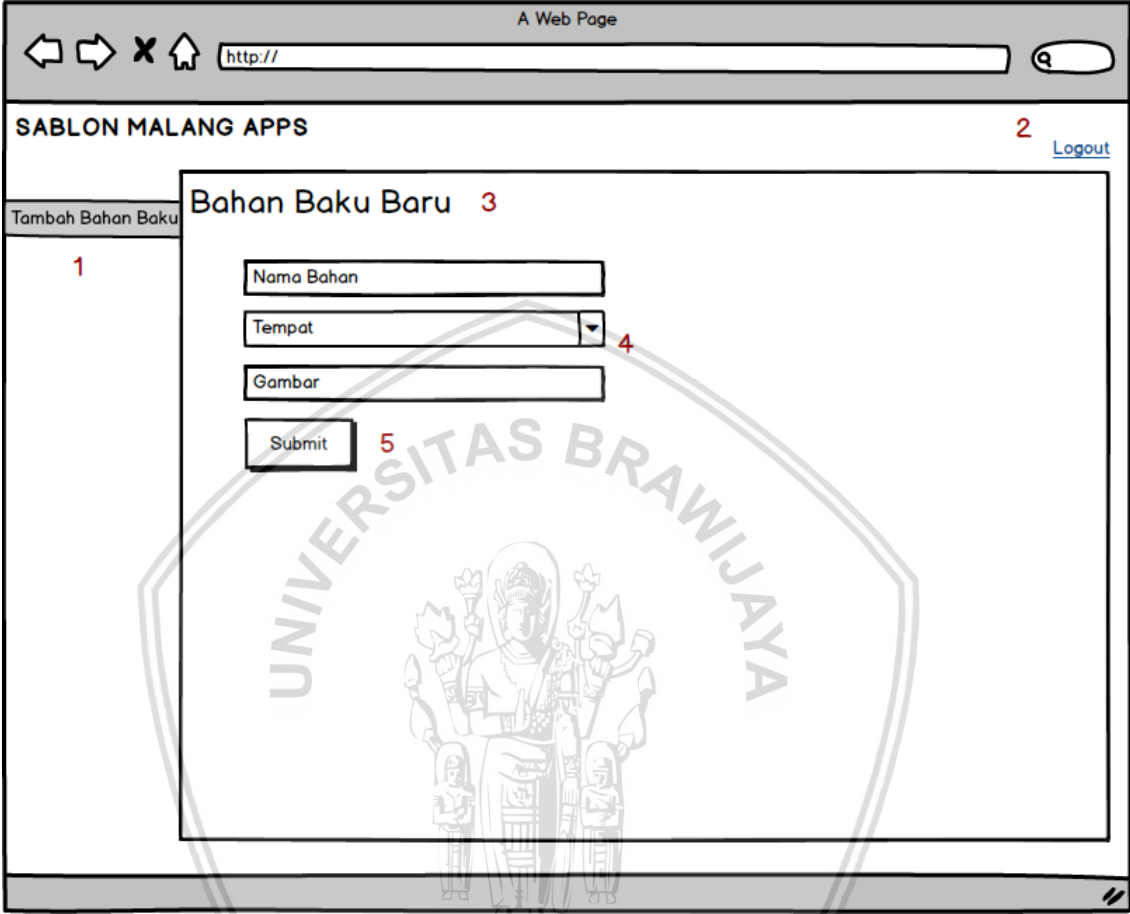 A Web Page
http://
SABLON MALANG APPS
2
Logout
Bahan Baku Baru 3
Tambah Bahan Baku
1
Nama Bahan
Tempat
4
Gambar
Submit 5
UNIVERSITAS BRAWIJAYA